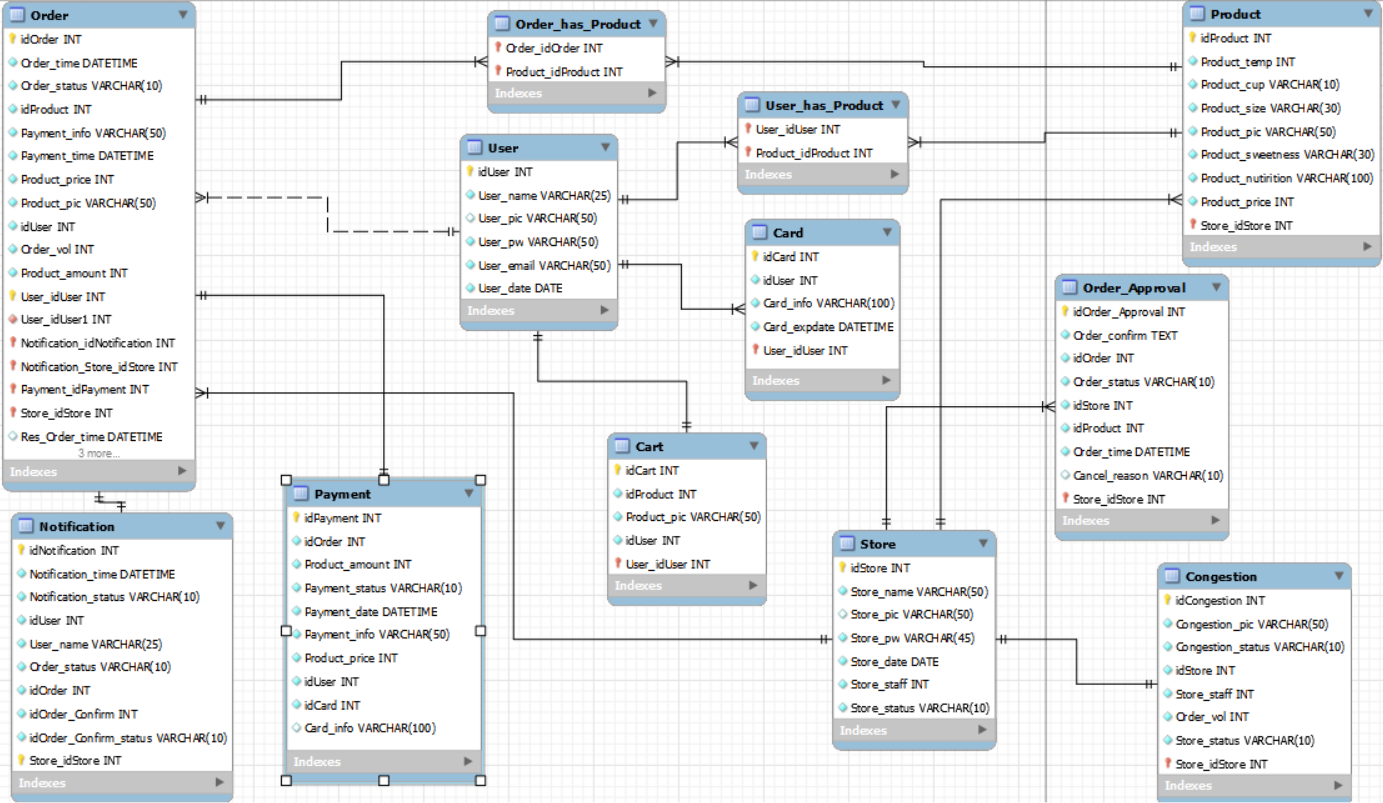 Order
idOrder INT
Order_time DATETIME
Order_status VARCHAR(10)
idProduct INT
Payment_info VARCHAR(50)
Payment_time DATETIME
Product_price INT
Product_pic VARCHAR(50)
idUser INT
Order_vol INT
Product_amount INT
User_idUser INT
User_idUser1 INT
Notification_idNotification INT
Notification_Store_idStore INT
Payment_idPayment INT
Store_idStore INT
Res_Order_time DATETIME
3 more...
Indexes
Order_has_Product
Order_idOrder INT
Product_idProduct INT
Indexes
Product
idProduct INT
Product_temp INT
Product_cup VARCHAR(10)
Product_size VARCHAR(30)
Product_pic VARCHAR(50)
Product_sweetness VARCHAR(30)
Product_nutirition VARCHAR(100)
Product_price INT
Store_idStore INT
Indexes
User_has_Product
User_idUser INT
Product_idProduct INT
Indexes
User
idUser INT
User_name VARCHAR(25)
User_pic VARCHAR(50)
User_pw VARCHAR(50)
User_email VARCHAR(50)
User_date DATE
Indexes
Card
idCard INT
idUser INT
Card_info VARCHAR(100)
Card_expdate DATETIME
User_idUser INT
Indexes
Order_Approval
idOrder_Approval INT
Order_confirm TEXT
idOrder INT
Order_status VARCHAR(10)
idStore INT
idProduct INT
Order_time DATETIME
Cancel_reason VARCHAR(10)
Store_idStore INT
Indexes
Cart
idCart INT
idProduct INT
Product_pic VARCHAR(50)
idUser INT
User_idUser INT
Indexes
Payment
idPayment INT
idOrder INT
Product_amount INT
Payment_status VARCHAR(10)
Payment_date DATETIME
Payment_info VARCHAR(50)
Product_price INT
idUser INT
idCard INT
Card_info VARCHAR(100)
Indexes
Notification
idNotification INT
Notification_time DATETIME
Notification_status VARCHAR(10)
idUser INT
User_name VARCHAR(25)
Order_status VARCHAR(10)
idOrder INT
idOrder_Confirm INT
idOrder_Confirm_status VARCHAR(10)
Store_idStore INT
Indexes
Store
idStore INT
Store_name VARCHAR(50)
Store_pic VARCHAR(50)
Store_pw VARCHAR(45)
Store_date DATE
Store_staff INT
Store_status VARCHAR(10)
Indexes
Congestion
idCongestion INT
Congestion_pic VARCHAR(50)
Congestion_status VARCHAR(10)
idStore INT
Store_staff INT
Order_vol INT
Store_status VARCHAR(10)
Store_idStore INT
Indexes